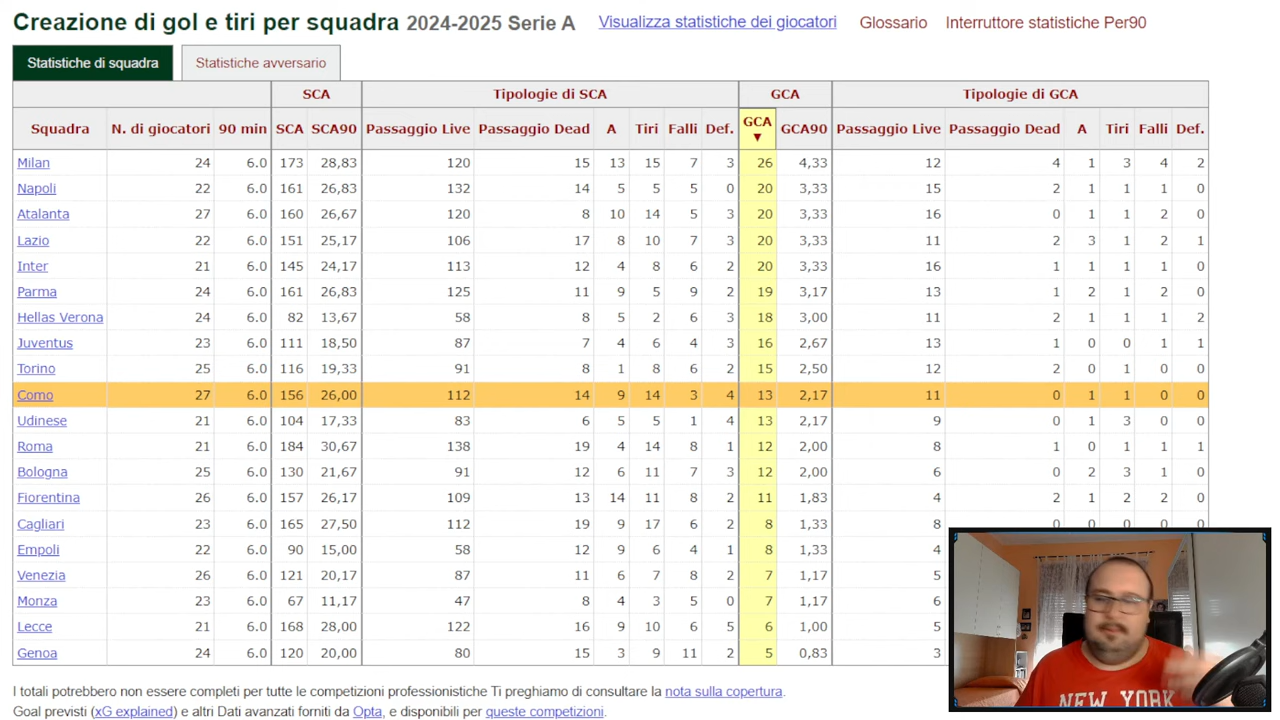 Creazione di gol e tiri per squadra 2024-2025 Serie A Visualizza statistiche dei giocatori Glossario Interruttore statistiche Per90
Statistiche di squadra Statistiche avversario
SCA Tipologie di SCA GCA Tipologie di GCA
Squadra N. di giocatori 90 min SCA SCA90 Passaggio Live Passaggio Dead A Tiri Falli Def. GCA ▼ GCA90 Passaggio Live Passaggio Dead A Tiri Falli Def.
Milan 24 6.0 173 28,83 120 15 13 15 7 3 26 4,33 12 4 1 3 4 2
Napoli 22 6.0 161 26,83 132 14 5 5 5 0 20 3,33 15 2 1 1 1 0
Atalanta 27 6.0 160 26,67 120 8 10 14 5 3 20 3,33 16 0 1 1 2 0
Lazio 22 6.0 151 25,17 106 17 8 10 7 3 20 3,33 11 2 3 1 2 1
Inter 21 6.0 145 24,17 113 12 4 8 6 2 20 3,33 16 1 1 1 1 0
Parma 24 6.0 161 26,83 125 11 9 5 9 2 19 3,17 13 1 2 1 2 0
Hellas Verona 24 6.0 82 13,67 58 8 5 2 6 3 18 3,00 11 2 1 1 1 2
Juventus 23 6.0 111 18,50 87 7 4 6 4 3 16 2,67 13 1 0 0 1 1
Torino 25 6.0 116 19,33 91 8 1 8 6 2 15 2,50 12 2 0 1 0 0
Como 27 6.0 156 26,00 112 14 9 14 3 4 13 2,17 11 0 1 1 0 0
Udinese 21 6.0 104 17,33 83 6 5 5 1 4 13 2,17 9 0 1 3 0 0
Roma 21 6.0 184 30,67 138 19 4 14 8 1 12 2,00 8 1 0 1 1 1
Bologna 25 6.0 130 21,67 91 12 6 11 7 3 12 2,00 6 0 2 3 1 0
Fiorentina 26 6.0 157 26,17 109 13 14 11 8 2 11 1,83 4 2 1 2 2 0
Cagliari 23 6.0 165 27,50 112 19 9 17 6 2 8 1,33 8 0 0 0 0 0
Empoli 22 6.0 90 15,00 58 12 9 6 4 1 8 1,33 4
Venezia 26 6.0 121 20,17 87 11 6 7 8 2 7 1,17 5
Monza 23 6.0 67 11,17 47 8 4 3 5 0 7 1,17 6
Lecce 21 6.0 168 28,00 122 16 9 10 6 5 6 1,00 5
Genoa 24 6.0 120 20,00 80 15 3 9 11 2 5 0,83 3
NEW YORK
I totali potrebbero non essere completi per tutte le competizioni professionistiche Ti preghiamo di consultare la nota sulla copertura.
Goal previsti (xG explained) e altri Dati avanzati forniti da Opta, e disponibili per queste competizioni.